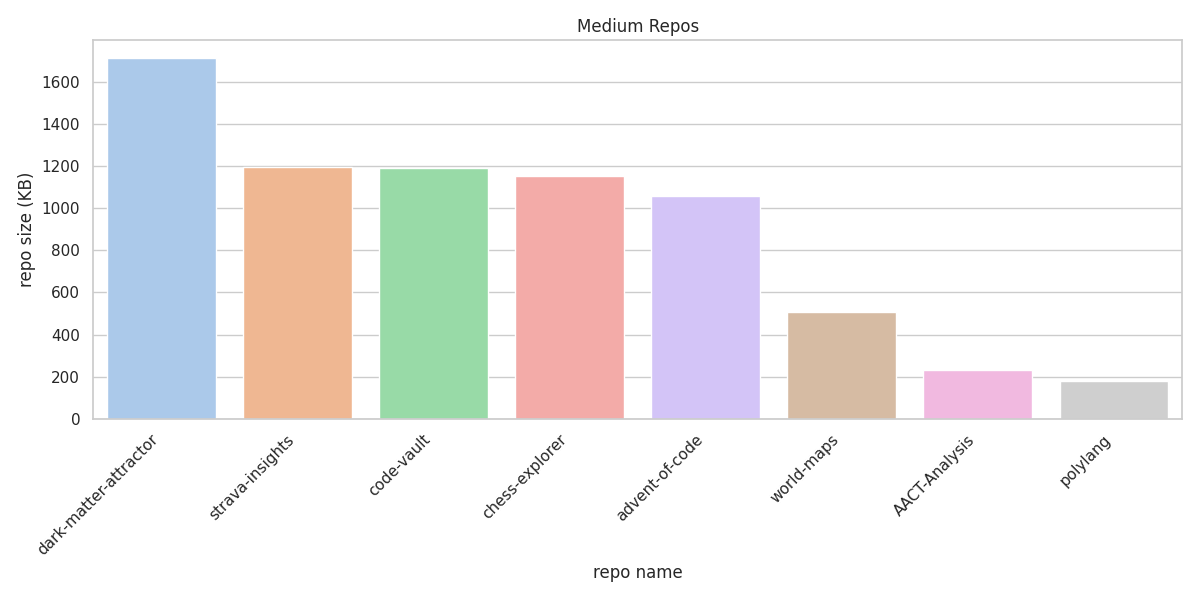 Medium Repos
repo size (KB)
1600
1400
1200
1000
800
600
400
200
0
dark-matter-attractor
strava-insights
code-vault
chess-explorer
advent-of-code
world-maps
AACT-Analysis
polylang
repo name